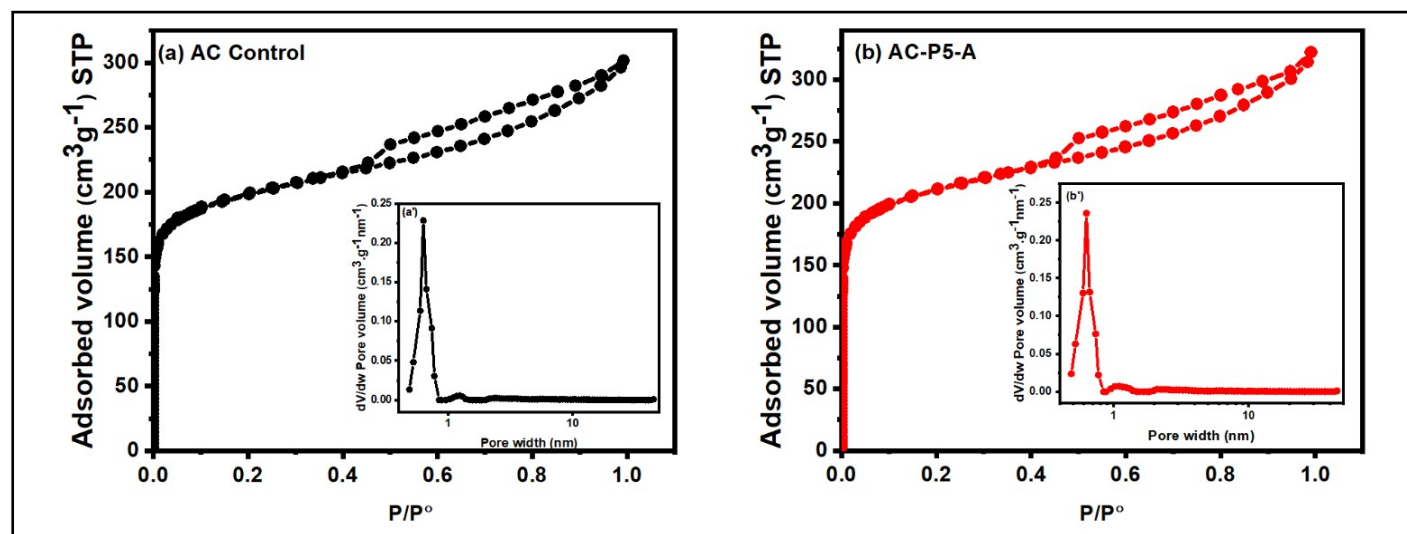 (a) AC Control
Adsorbed volume (cm³g⁻¹) STP
300
250
200
150
100
50
0
0.0 0.2 0.4 0.6 0.8 1.0
P/P°
(a')
dV/dw Pore volume (cm³.g⁻¹nm⁻¹)
0.25
0.20
0.15
0.10
0.05
0.00
1 10
Pore width (nm)
(b) AC-P5-A
Adsorbed volume (cm³g⁻¹) STP
300
250
200
150
100
50
0
0.0 0.2 0.4 0.6 0.8 1.0
P/P°
(b')
dV/dw Pore volume (cm³.g⁻¹nm⁻¹)
0.25
0.20
0.15
0.10
0.05
0.00
1 10
Pore width (nm)